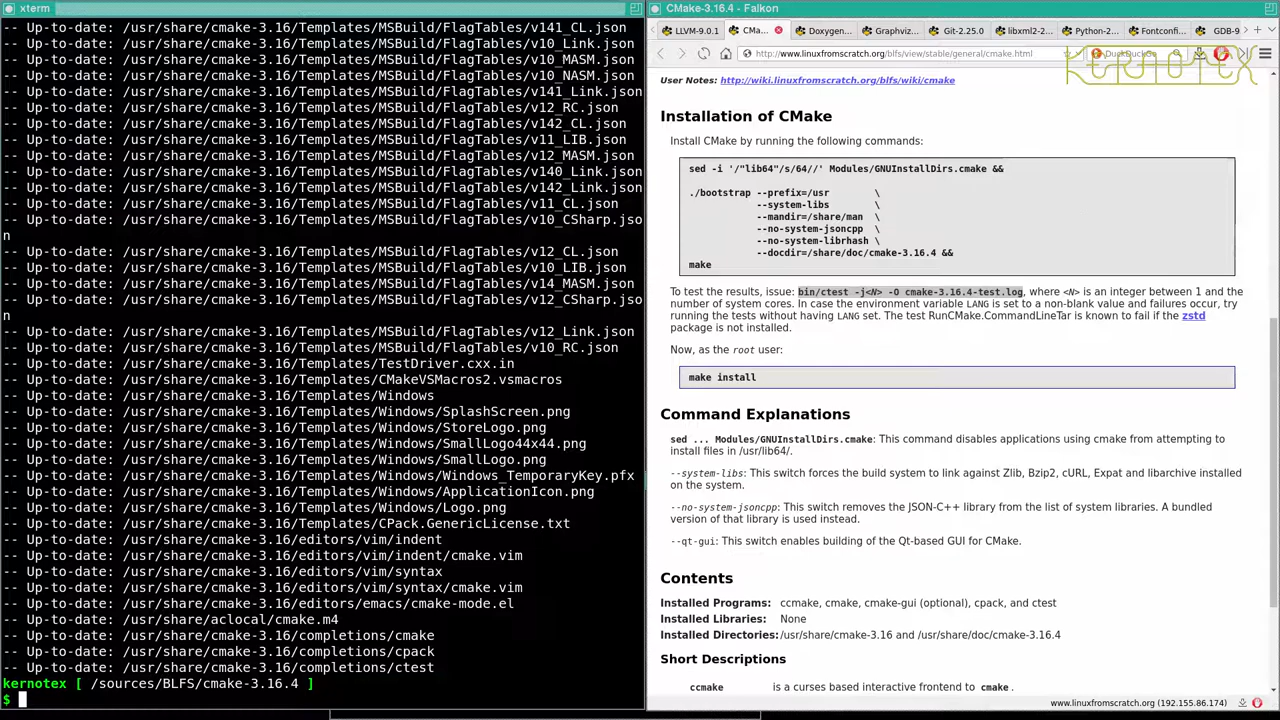 xterm
-- Up-to-date: /usr/share/cmake-3.16/Templates/MSBuild/FlagTables/v141_CL.json
-- Up-to-date: /usr/share/cmake-3.16/Templates/MSBuild/FlagTables/v10_Link.json
-- Up-to-date: /usr/share/cmake-3.16/Templates/MSBuild/FlagTables/v10_MASM.json
-- Up-to-date: /usr/share/cmake-3.16/Templates/MSBuild/FlagTables/v10_NASM.json
-- Up-to-date: /usr/share/cmake-3.16/Templates/MSBuild/FlagTables/v141_Link.json
-- Up-to-date: /usr/share/cmake-3.16/Templates/MSBuild/FlagTables/v12_RC.json
-- Up-to-date: /usr/share/cmake-3.16/Templates/MSBuild/FlagTables/v142_CL.json
-- Up-to-date: /usr/share/cmake-3.16/Templates/MSBuild/FlagTables/v11_LIB.json
-- Up-to-date: /usr/share/cmake-3.16/Templates/MSBuild/FlagTables/v12_MASM.json
-- Up-to-date: /usr/share/cmake-3.16/Templates/MSBuild/FlagTables/v140_Link.json
-- Up-to-date: /usr/share/cmake-3.16/Templates/MSBuild/FlagTables/v142_Link.json
-- Up-to-date: /usr/share/cmake-3.16/Templates/MSBuild/FlagTables/v11_CL.json
-- Up-to-date: /usr/share/cmake-3.16/Templates/MSBuild/FlagTables/v10_CSharp.jso
n
-- Up-to-date: /usr/share/cmake-3.16/Templates/MSBuild/FlagTables/v12_CL.json
-- Up-to-date: /usr/share/cmake-3.16/Templates/MSBuild/FlagTables/v10_LIB.json
-- Up-to-date: /usr/share/cmake-3.16/Templates/MSBuild/FlagTables/v14_MASM.json
-- Up-to-date: /usr/share/cmake-3.16/Templates/MSBuild/FlagTables/v12_CSharp.jso
n
-- Up-to-date: /usr/share/cmake-3.16/Templates/MSBuild/FlagTables/v12_Link.json
-- Up-to-date: /usr/share/cmake-3.16/Templates/MSBuild/FlagTables/v10_RC.json
-- Up-to-date: /usr/share/cmake-3.16/Templates/TestDriver.cxx.in
-- Up-to-date: /usr/share/cmake-3.16/Templates/CMakeVSMacros2.vsmacros
-- Up-to-date: /usr/share/cmake-3.16/Templates/Windows
-- Up-to-date: /usr/share/cmake-3.16/Templates/Windows/SplashScreen.png
-- Up-to-date: /usr/share/cmake-3.16/Templates/Windows/StoreLogo.png
-- Up-to-date: /usr/share/cmake-3.16/Templates/Windows/SmallLogo44x44.png
-- Up-to-date: /usr/share/cmake-3.16/Templates/Windows/SmallLogo.png
-- Up-to-date: /usr/share/cmake-3.16/Templates/Windows/Windows_TemporaryKey.pfx
-- Up-to-date: /usr/share/cmake-3.16/Templates/Windows/ApplicationIcon.png
-- Up-to-date: /usr/share/cmake-3.16/Templates/Windows/Logo.png
-- Up-to-date: /usr/share/cmake-3.16/Templates/CPack.GenericLicense.txt
-- Up-to-date: /usr/share/cmake-3.16/editors/vim/indent
-- Up-to-date: /usr/share/cmake-3.16/editors/vim/indent/cmake.vim
-- Up-to-date: /usr/share/cmake-3.16/editors/vim/syntax
-- Up-to-date: /usr/share/cmake-3.16/editors/vim/syntax/cmake.vim
-- Up-to-date: /usr/share/cmake-3.16/editors/emacs/cmake-mode.el
-- Up-to-date: /usr/share/aclocal/cmake.m4
-- Up-to-date: /usr/share/cmake-3.16/completions/cmake
-- Up-to-date: /usr/share/cmake-3.16/completions/cpack
-- Up-to-date: /usr/share/cmake-3.16/completions/ctest
kernotex [ /sources/BLFS/cmake-3.16.4 ]
$
CMake-3.16.4 - Falkon
LLVM-9.0.1 CMa... Doxygen... Graphviz... Git-2.25.0 libxml2-2... Python-2... Fontconfi... GDB-9
http://www.linuxfromscratch.org/blfs/view/stable/general/cmake.html DuckDuckGo
KERNOTEX
User Notes: http://wiki.linuxfromscratch.org/blfs/wiki/cmake
Installation of CMake
Install CMake by running the following commands:
sed -i '/"lib64"/s/64//' Modules/GNUInstallDirs.cmake &&
./bootstrap --prefix=/usr \
--system-libs \
--mandir=/share/man \
--no-system-jsoncpp \
--no-system-librhash \
--docdir=/share/doc/cmake-3.16.4 &&
make
To test the results, issue: bin/ctest -j<N> -O cmake-3.16.4-test.log, where <N> is an integer between 1 and the
number of system cores. In case the environment variable LANG is set to a non-blank value and failures occur, try
running the tests without having LANG set. The test RunCMake.CommandLineTar is known to fail if the zstd
package is not installed.
Now, as the root user:
make install
Command Explanations
sed ... Modules/GNUInstallDirs.cmake: This command disables applications using cmake from attempting to
install files in /usr/lib64/.
--system-libs: This switch forces the build system to link against Zlib, Bzip2, cURL, Expat and libarchive installed
on the system.
--no-system-jsoncpp: This switch removes the JSON-C++ library from the list of system libraries. A bundled
version of that library is used instead.
--qt-gui: This switch enables building of the Qt-based GUI for CMake.
Contents
Installed Programs: ccmake, cmake, cmake-gui (optional), cpack, and ctest
Installed Libraries: None
Installed Directories: /usr/share/cmake-3.16 and /usr/share/doc/cmake-3.16.4
Short Descriptions
ccmake is a curses based interactive frontend to cmake.
www.linuxfromscratch.org (192.155.86.174)